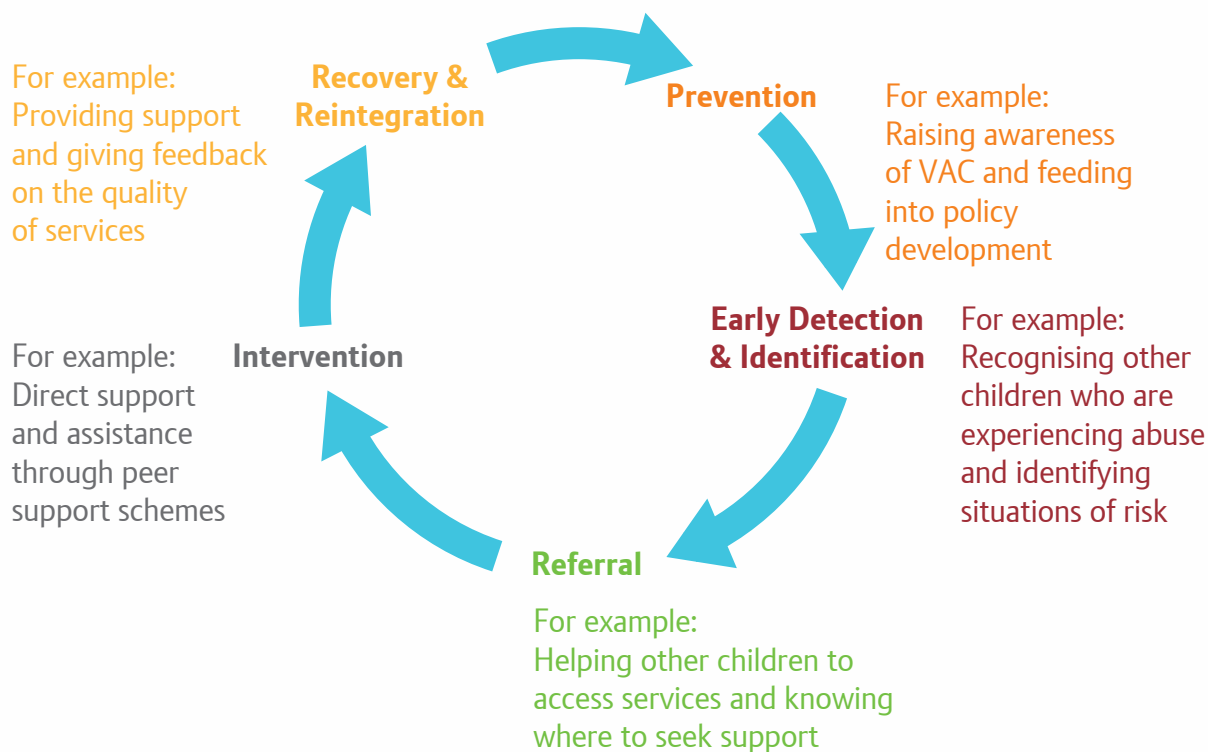 Recovery &
Reintegration
For example:
Providing support
and giving feedback
on the quality
of services
Prevention
For example:
Raising awareness
of VAC and feeding
into policy
development
Early Detection
& Identification
For example:
Recognising other
children who are
experiencing abuse
and identifying
situations of risk
Referral
For example:
Helping other children to
access services and knowing
where to seek support
Intervention
For example:
Direct support
and assistance
through peer
support schemes